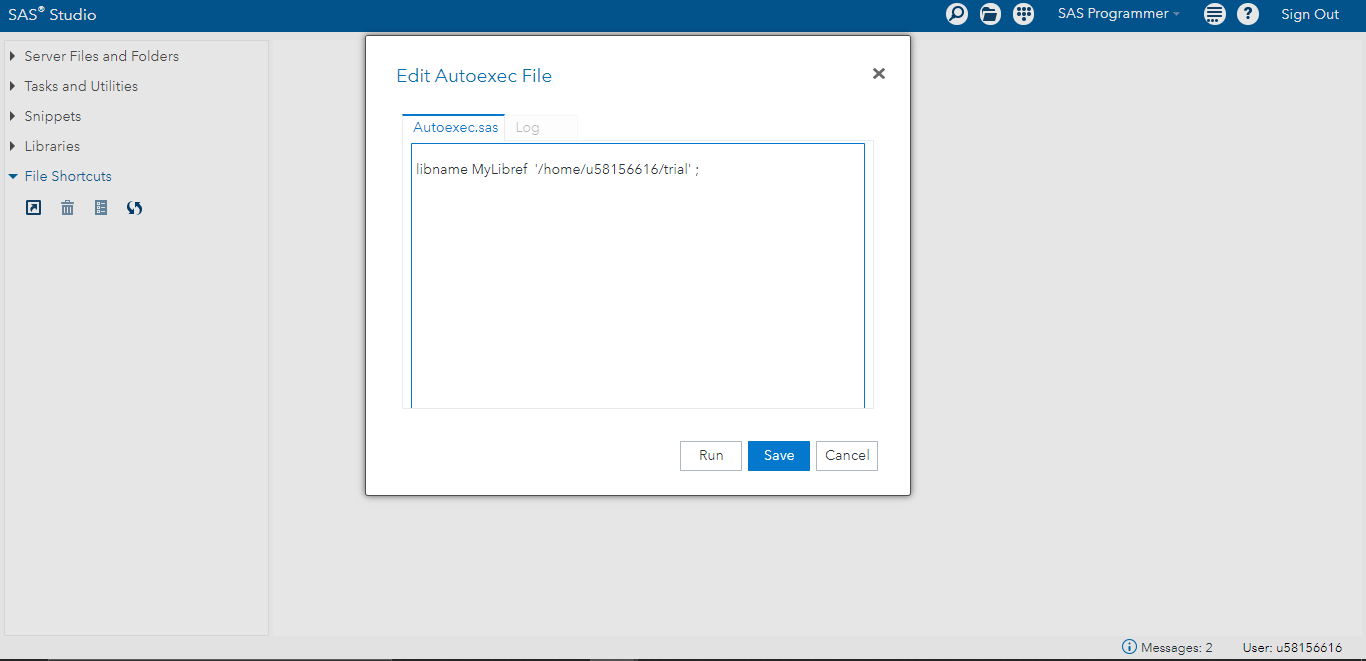 SAS® Studio
SAS Programmer
Sign Out
Server Files and Folders
Tasks and Utilities
Snippets
Libraries
File Shortcuts
Edit Autoexec File
Autoexec.sas
Log
libname MyLibref '/home/u58156616/trial' ;
Run
Save
Cancel
Messages: 2
User: u58156616